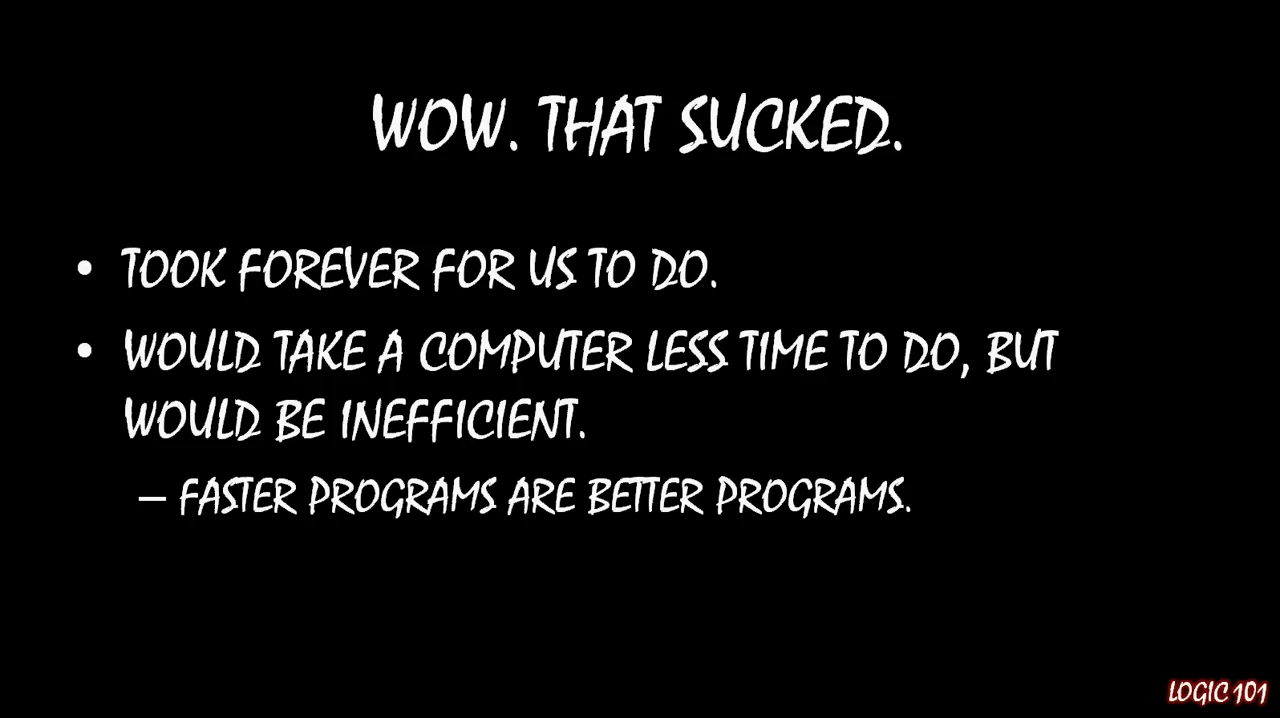 WOW. THAT SUCKED.
• TOOK FOREVER FOR US TO DO.
• WOULD TAKE A COMPUTER LESS TIME TO DO, BUT
WOULD BE INEFFICIENT.
– FASTER PROGRAMS ARE BETTER PROGRAMS.
LOGIC 101